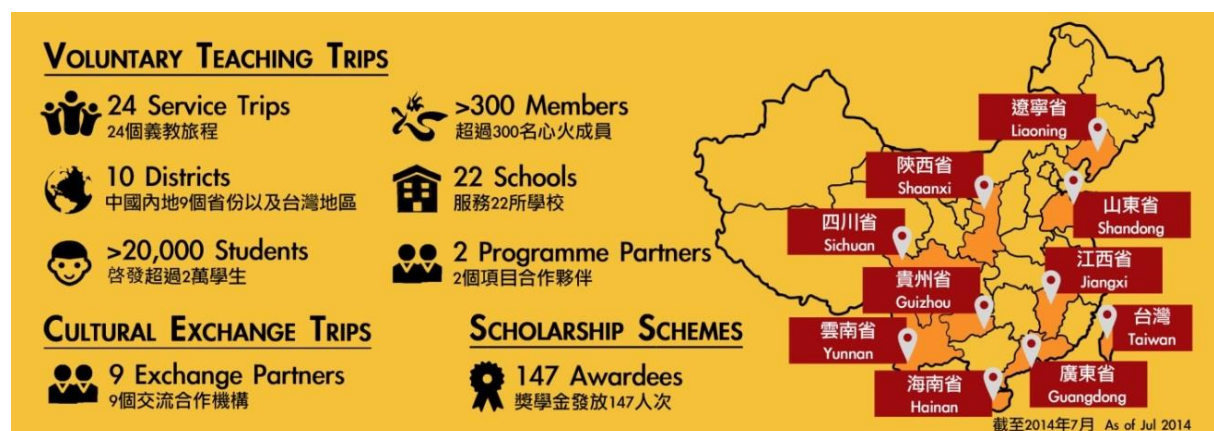 VOLUNTARY TEACHING TRIPS
24 Service Trips
24個義教旅程
>300 Members
超過300名心火成員
10 Districts
中國內地9個省份以及台灣地區
22 Schools
服務22所學校
>20,000 Students
啓發超過2萬學生
2 Programme Partners
2個項目合作夥伴
CULTURAL EXCHANGE TRIPS
9 Exchange Partners
9個交流合作機構
SCHOLARSHIP SCHEMES
147 Awardees
獎學金發放147人次
遼寧省
Liaoning
陝西省
Shaanxi
山東省
Shandong
四川省
Sichuan
江西省
Jiangxi
貴州省
Guizhou
台灣
Taiwan
雲南省
Yunnan
廣東省
Guangdong
海南省
Hainan
截至2014年7月 As of Jul 2014